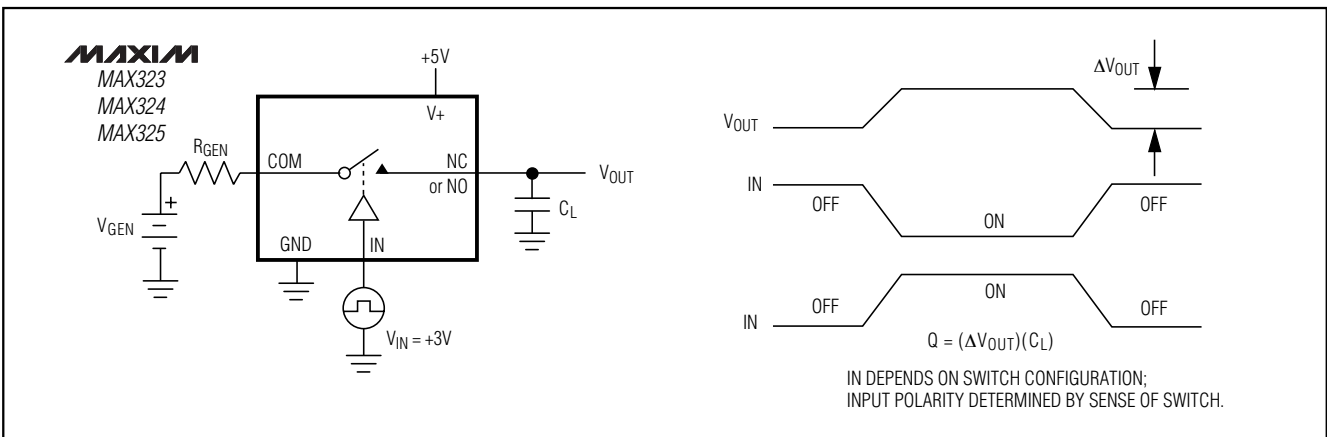 MAXIM
MAX323
MAX324
MAX325
+5V
V+
RGEN
COM
NC
or NO
VOUT
CL
VGEN
+
GND
IN
VIN = +3V
ΔVOUT
VOUT
IN
OFF
ON
OFF
IN
OFF
ON
OFF
Q = (ΔVOUT)(CL)
IN DEPENDS ON SWITCH CONFIGURATION;
INPUT POLARITY DETERMINED BY SENSE OF SWITCH.